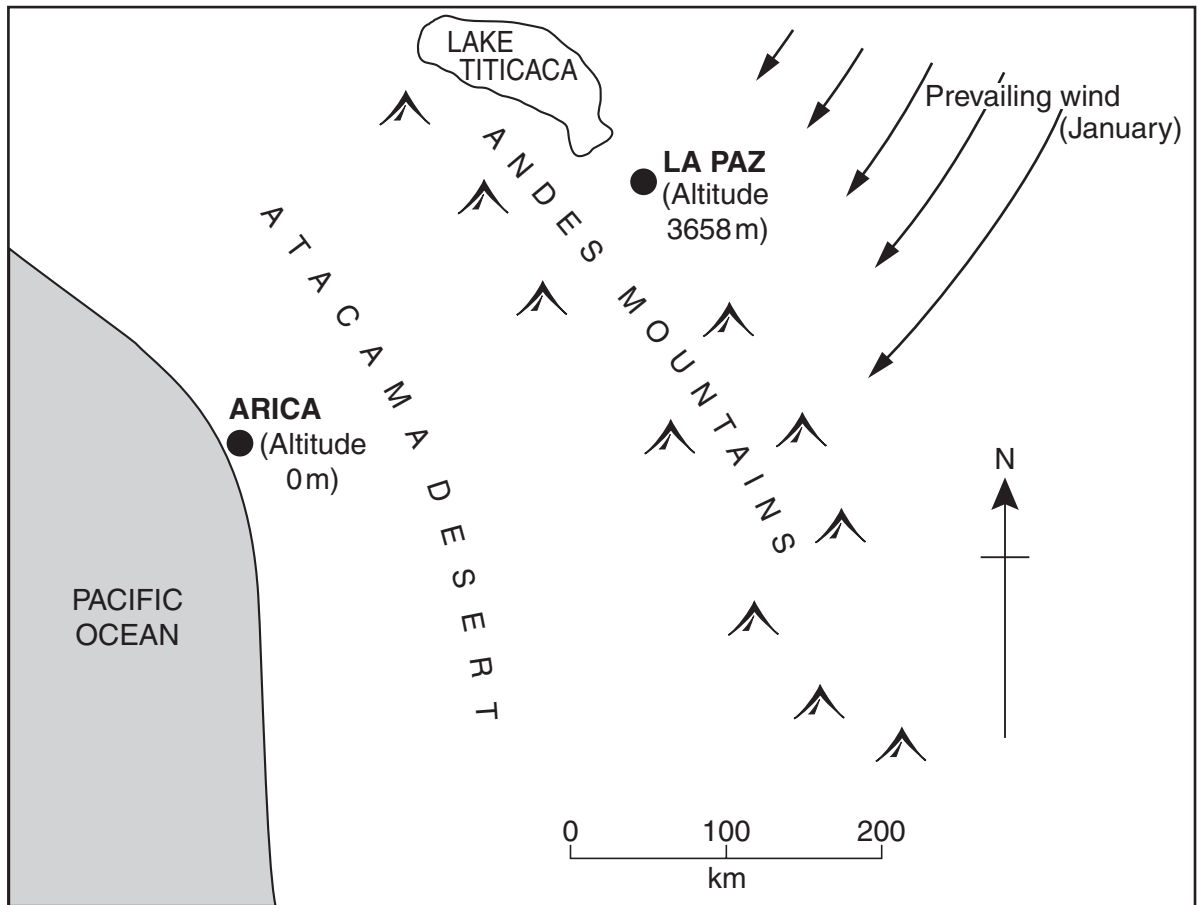 LAKE
TITICACA
Prevailing wind
(January)
ANDES MOUNTAINS
LA PAZ
(Altitude
3658 m)
ATACAMA DESERT
ARICA
(Altitude
0 m)
N
PACIFIC
OCEAN
0 100 200
km